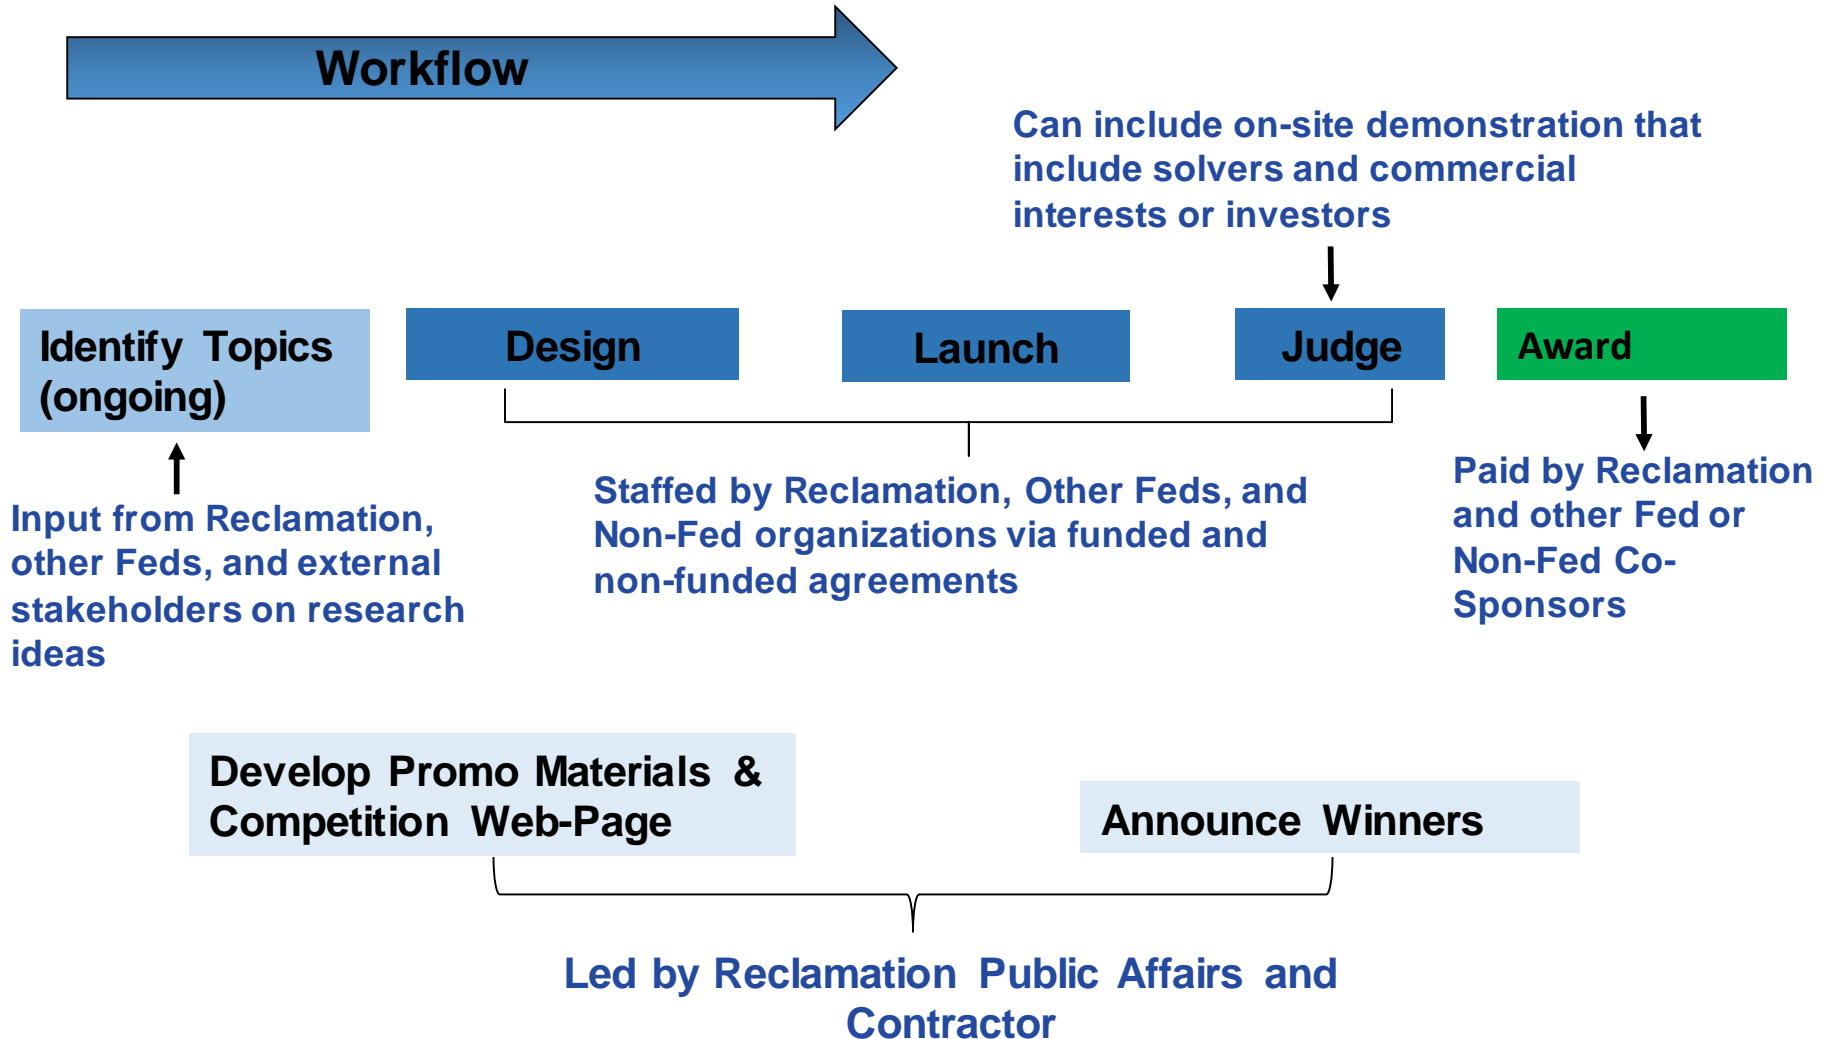 Workflow
Can include on-site demonstration that
include solvers and commercial
interests or investors
Identify Topics
(ongoing)
Design
Launch
Judge
Award
Input from Reclamation,
other Feds, and external
stakeholders on research
ideas
Staffed by Reclamation, Other Feds, and
Non-Fed organizations via funded and
non-funded agreements
Paid by Reclamation
and other Fed or
Non-Fed Co-
Sponsors
Develop Promo Materials &
Competition Web-Page
Announce Winners
Led by Reclamation Public Affairs and
Contractor